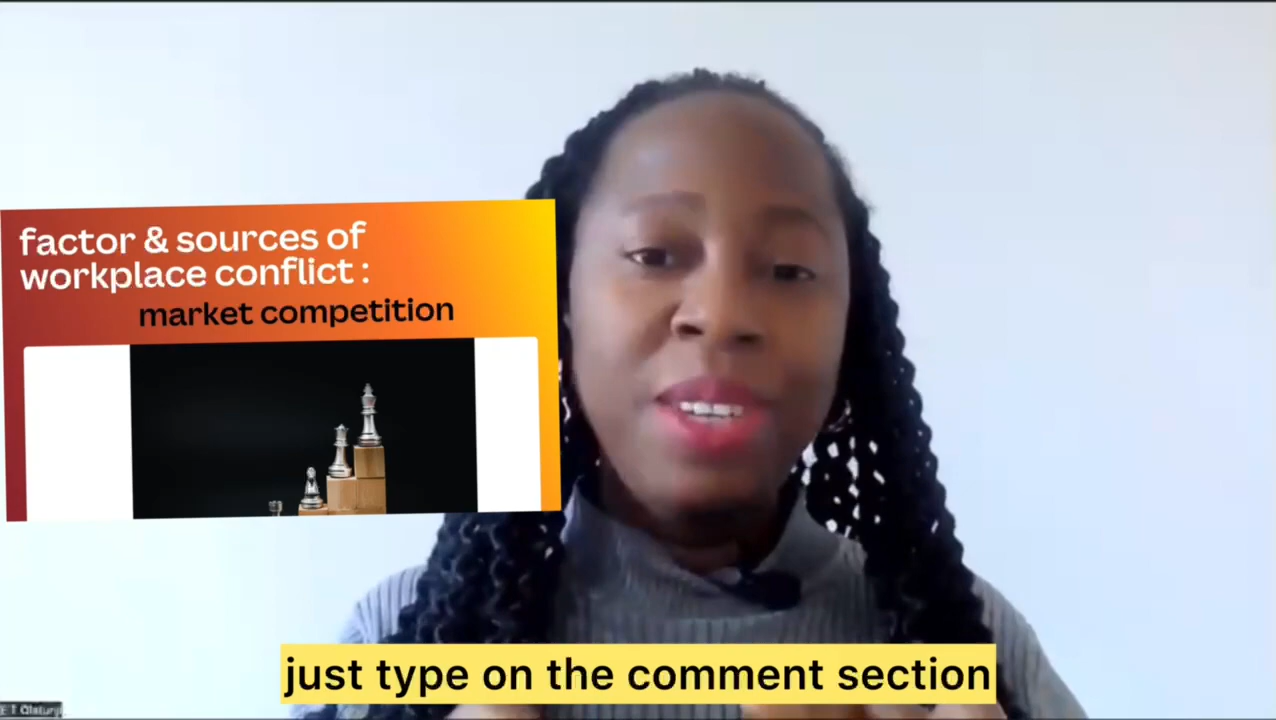 factor & sources of
workplace conflict :
market competition
just type on the comment section